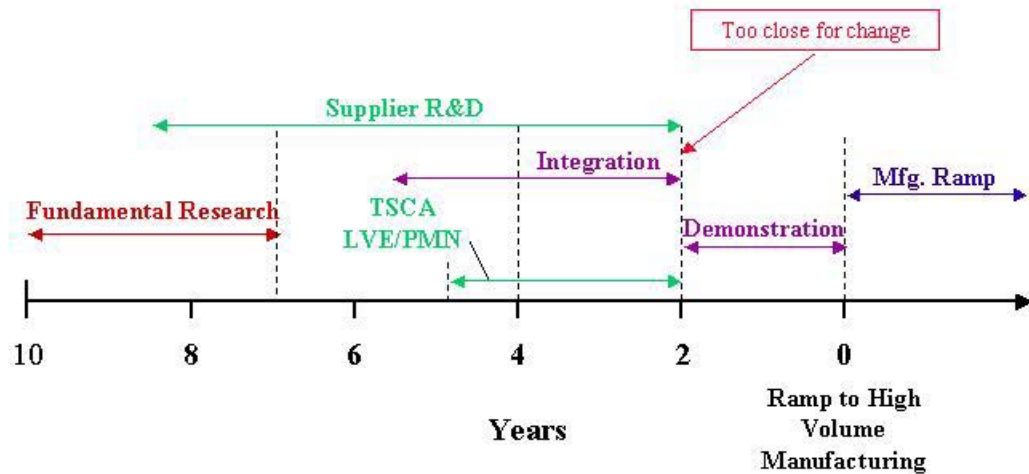 Too close for change
Supplier R&D
Integration
Mfg. Ramp
Fundamental Research
TSCA
LVE/PMN
Demonstration
10 8 6 4 2 0
Years
Ramp to High
Volume
Manufacturing